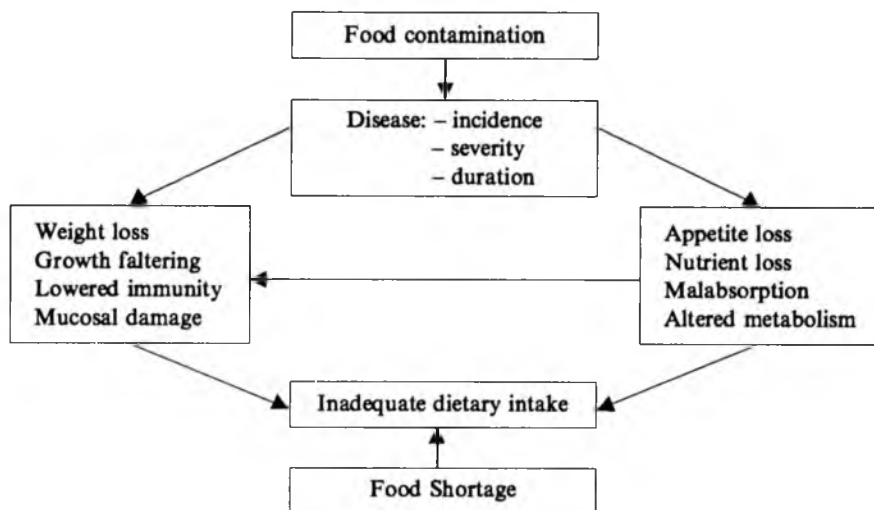 Food contamination
Disease: – incidence
– severity
– duration
Weight loss
Growth faltering
Lowered immunity
Mucosal damage
Appetite loss
Nutrient loss
Malabsorption
Altered metabolism
Inadequate dietary intake
Food Shortage